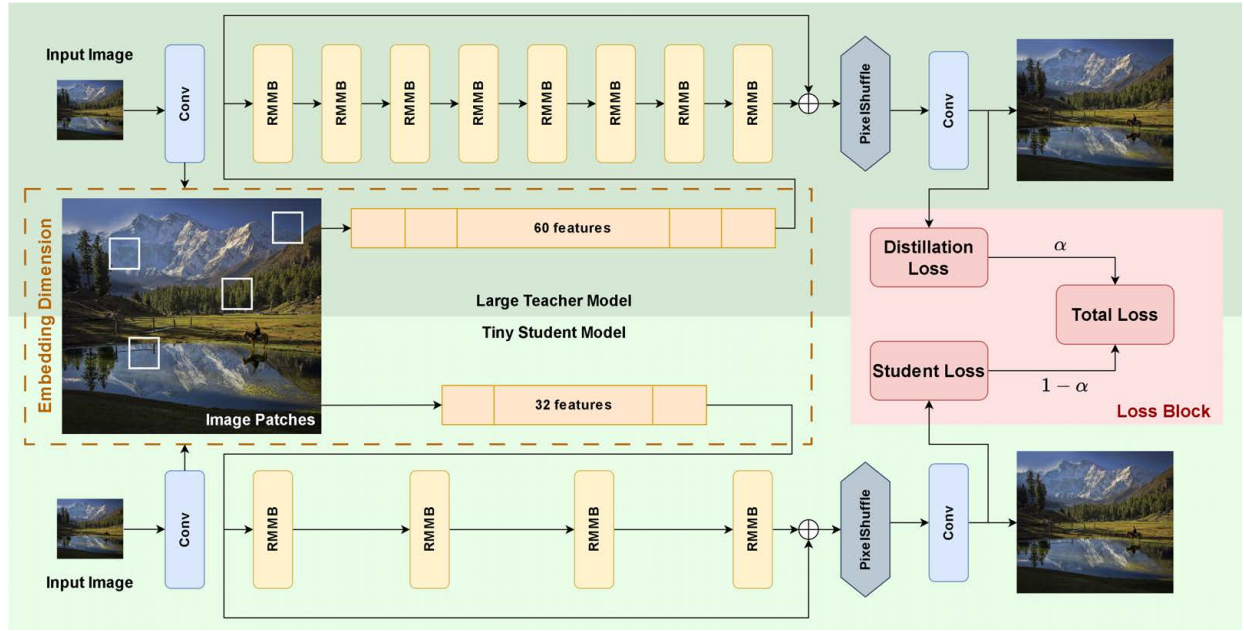 Input Image
Conv
RMMB
RMMB
RMMB
RMMB
RMMB
RMMB
RMMB
RMMB
PixelShuffle
Conv
Embedding Dimension
60 features
Large Teacher Model
Tiny Student Model
32 features
Image Patches
Distillation
Loss
α
Total Loss
Student Loss
1 − α
Loss Block
Conv
RMMB
RMMB
RMMB
RMMB
PixelShuffle
Conv
Input Image